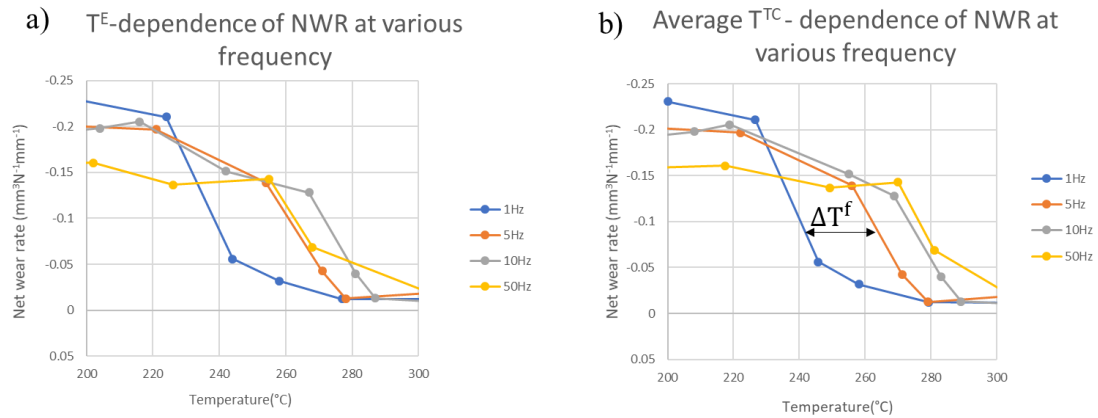 a)
Tᴱ-dependence of NWR at various
frequency
Net wear rate (mm³N⁻¹mm⁻¹)
-0.25
-0.2
-0.15
-0.1
-0.05
0
0.05
200 220 240 260 280 300
Temperature(°C)
1Hz
5Hz
10Hz
50Hz
b)
Average Tᵀᶜ - dependence of NWR at
various frequency
Net wear rate (mm³N⁻¹mm⁻¹)
-0.25
-0.2
-0.15
-0.1
-0.05
0
0.05
ΔTᶠ
200 220 240 260 280 300
Temperature(°C)
1Hz
5Hz
10Hz
50Hz